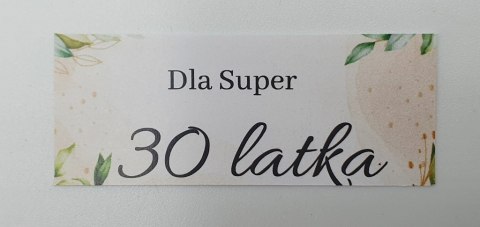 Dla Super
30 latka